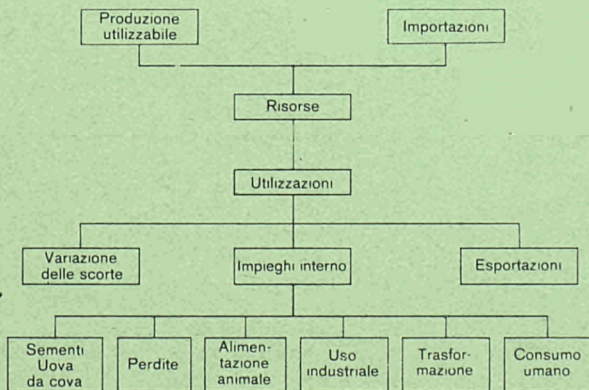 Produzione
utilizzabile
Importazioni
Risorse
Utilizzazioni
Variazione
delle scorte
Impieghi interno
Esportazioni
Sementi
Uova
da cova
Perdite
Alimen-
tazione
animale
Uso
industriale
Trasfor-
mazione
Consumo
umano